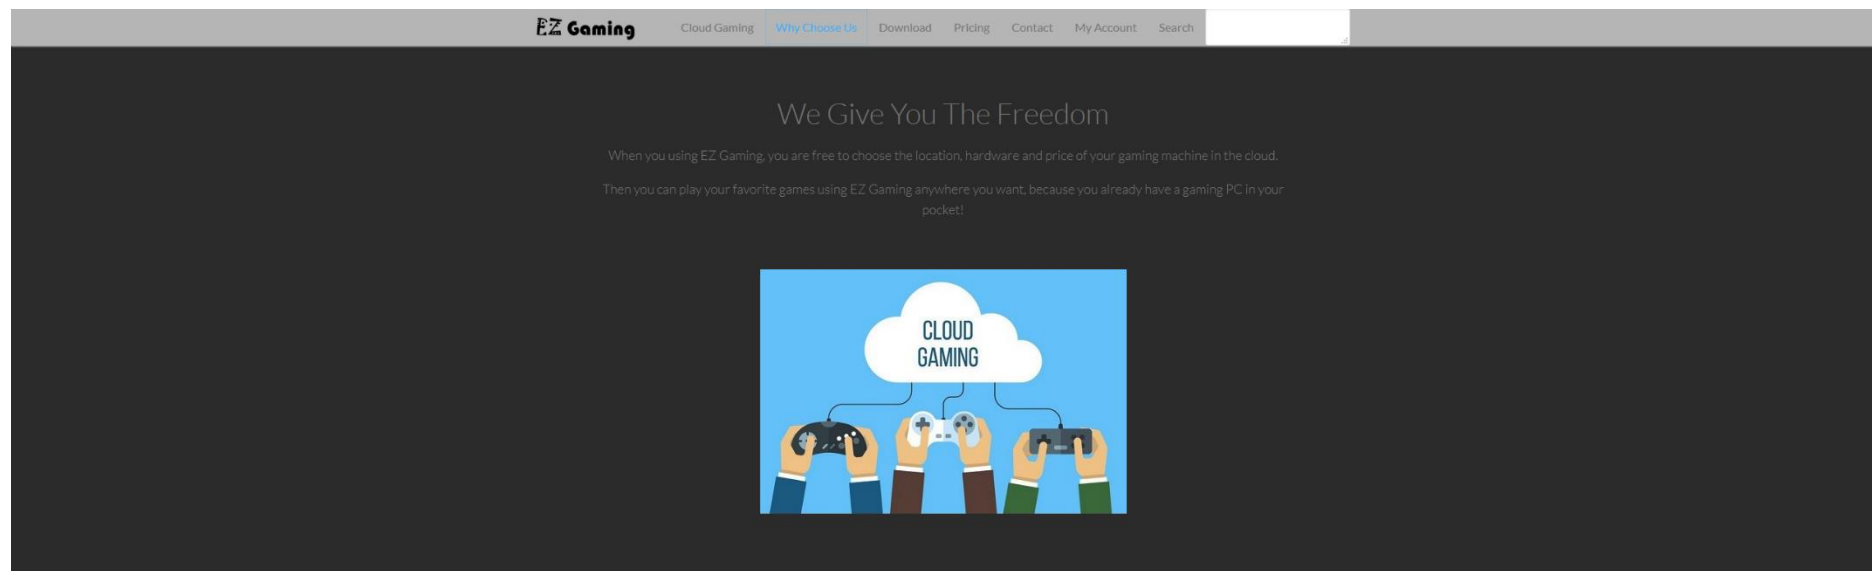 EZ Gaming Cloud Gaming Why Choose Us Download Pricing Contact My Account Search
We Give You The Freedom
When you using EZ Gaming, you are free to choose the location, hardware and price of your gaming machine in the cloud.
Then you can play your favorite games using EZ Gaming anywhere you want, because you already have a gaming PC in your
pocket!
CLOUD
GAMING